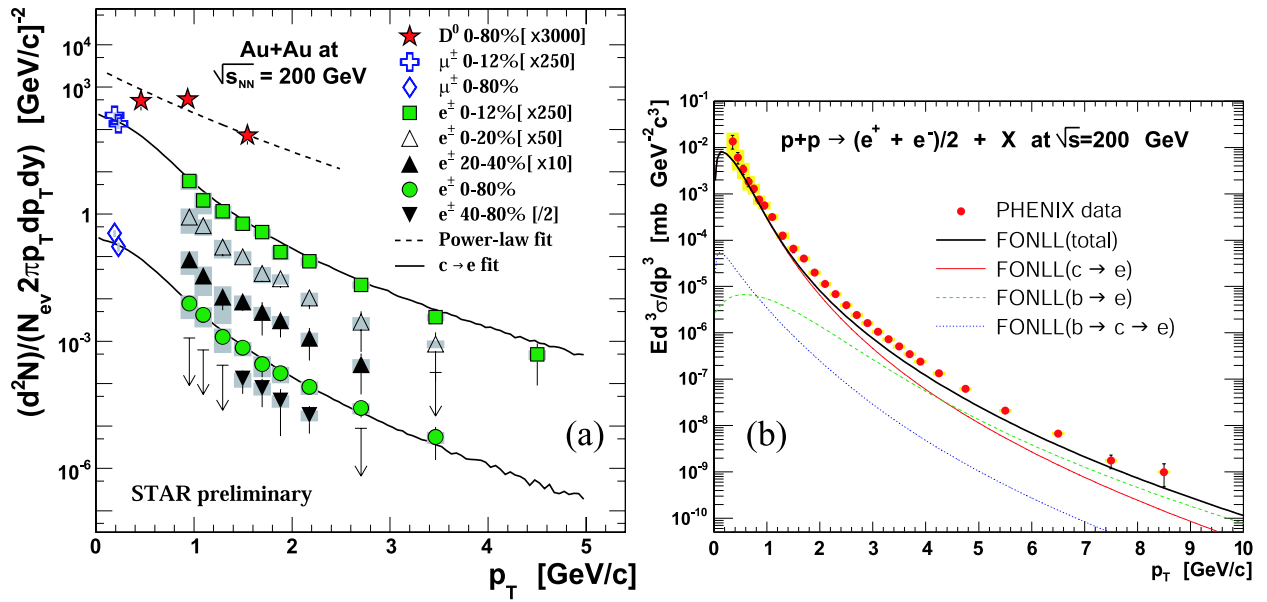 (d²N)/(N_ev 2πp_T dp_T dy) [GeV/c]⁻²
10⁴
10³
1
10⁻³
10⁻⁶
Au+Au at
√s_NN = 200 GeV
D⁰ 0-80%[ x3000]
μ± 0-12%[ x250]
μ± 0-80%
e± 0-12%[ x250]
e± 0-20%[ x50]
e± 20-40%[ x10]
e± 0-80%
e± 40-80% [/2]
Power-law fit
c → e fit
(a)
STAR preliminary
0 1 2 3 4 5
p_T [GeV/c]
Ed³σ/dp³ [mb GeV⁻²c³]
10⁻¹
10⁻²
10⁻³
10⁻⁴
10⁻⁵
10⁻⁶
10⁻⁷
10⁻⁸
10⁻⁹
10⁻¹⁰
p+p → (e⁺ + e⁻)/2 + X at √s=200 GeV
PHENIX data
FONLL(total)
FONLL(c → e)
FONLL(b → e)
FONLL(b → c → e)
(b)
0 1 2 3 4 5 6 7 8 9 10
p_T [GeV/c]